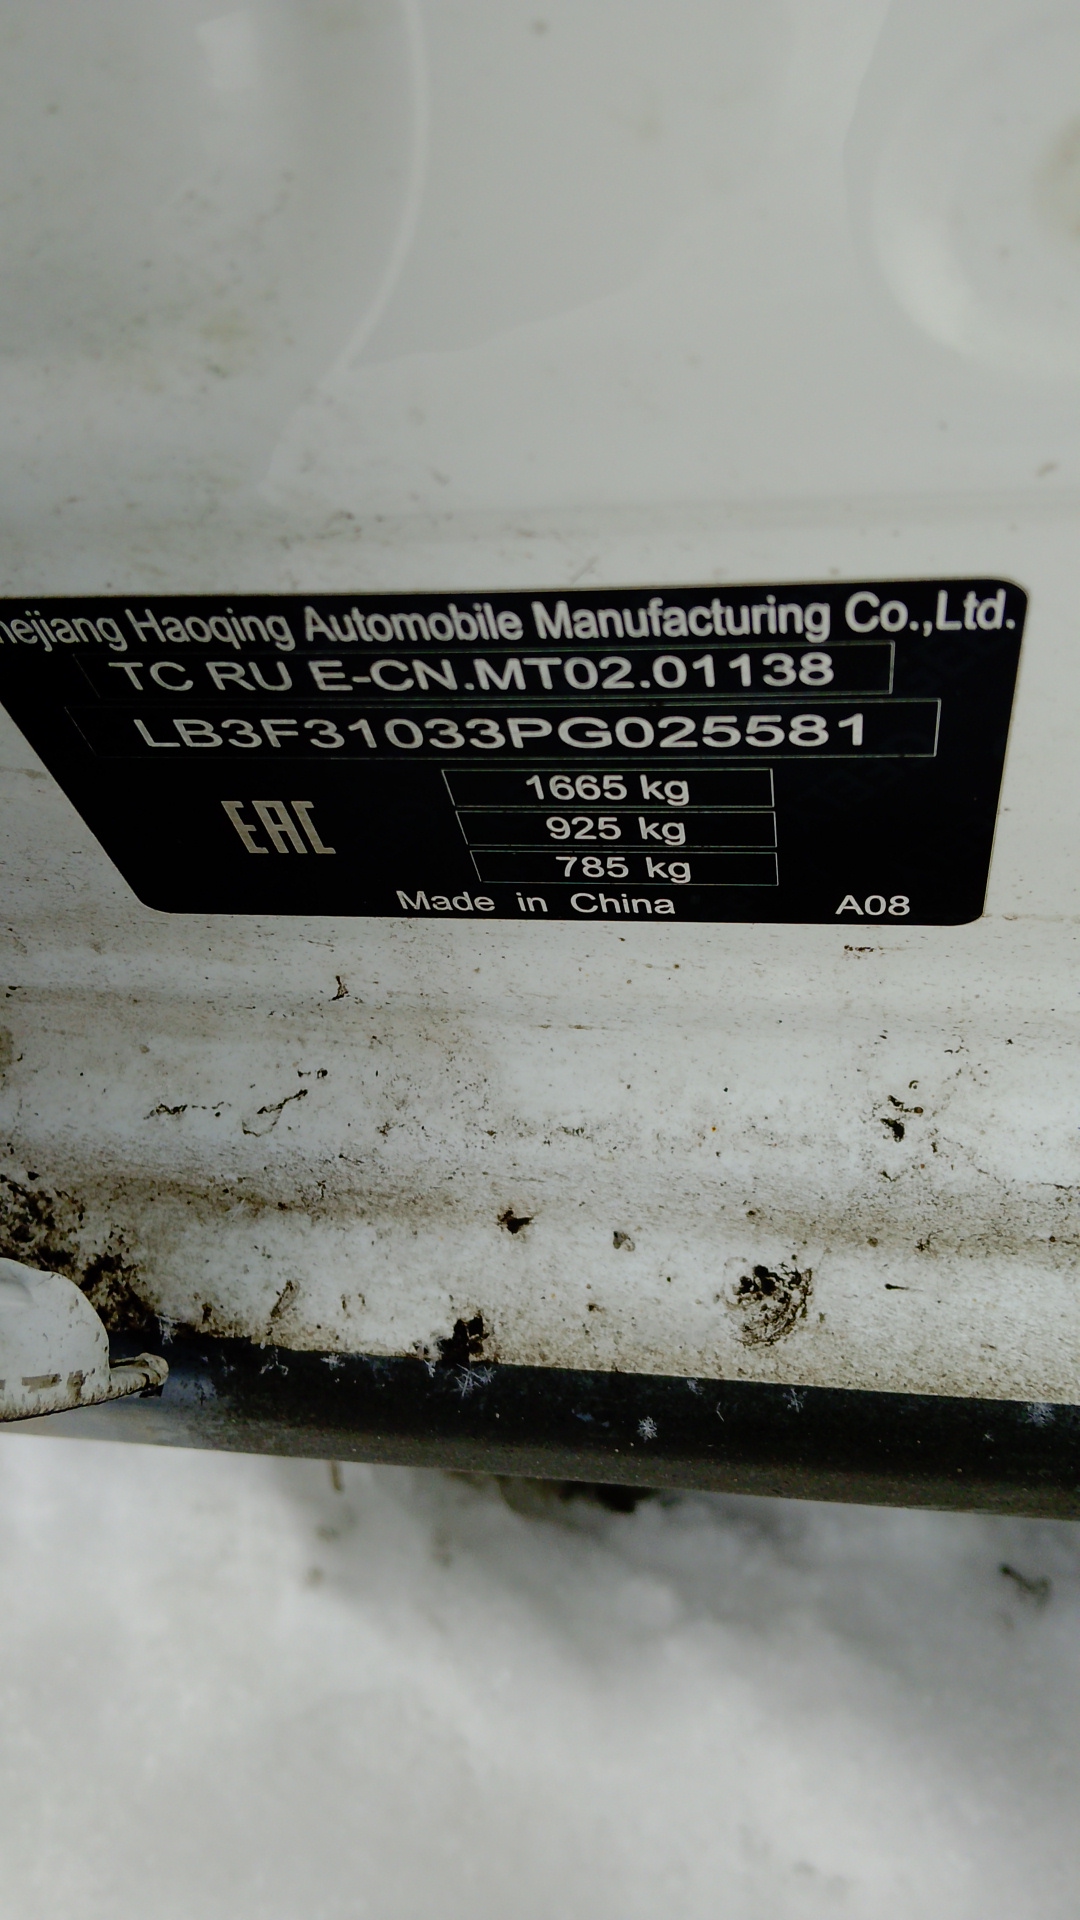 hejiang Haoqing Automobile Manufacturing Co.,Ltd.
TC RU E-CN.MT02.01138
LB3F31033PG025581
1665 kg
EAC
925 kg
785 kg
Made in China A08